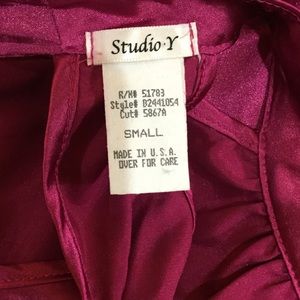 Studio·Y
R/N# 51783
Style# B2441054
Cut# 5867A
SMALL
MADE IN U.S.A.
OVER FOR CARE